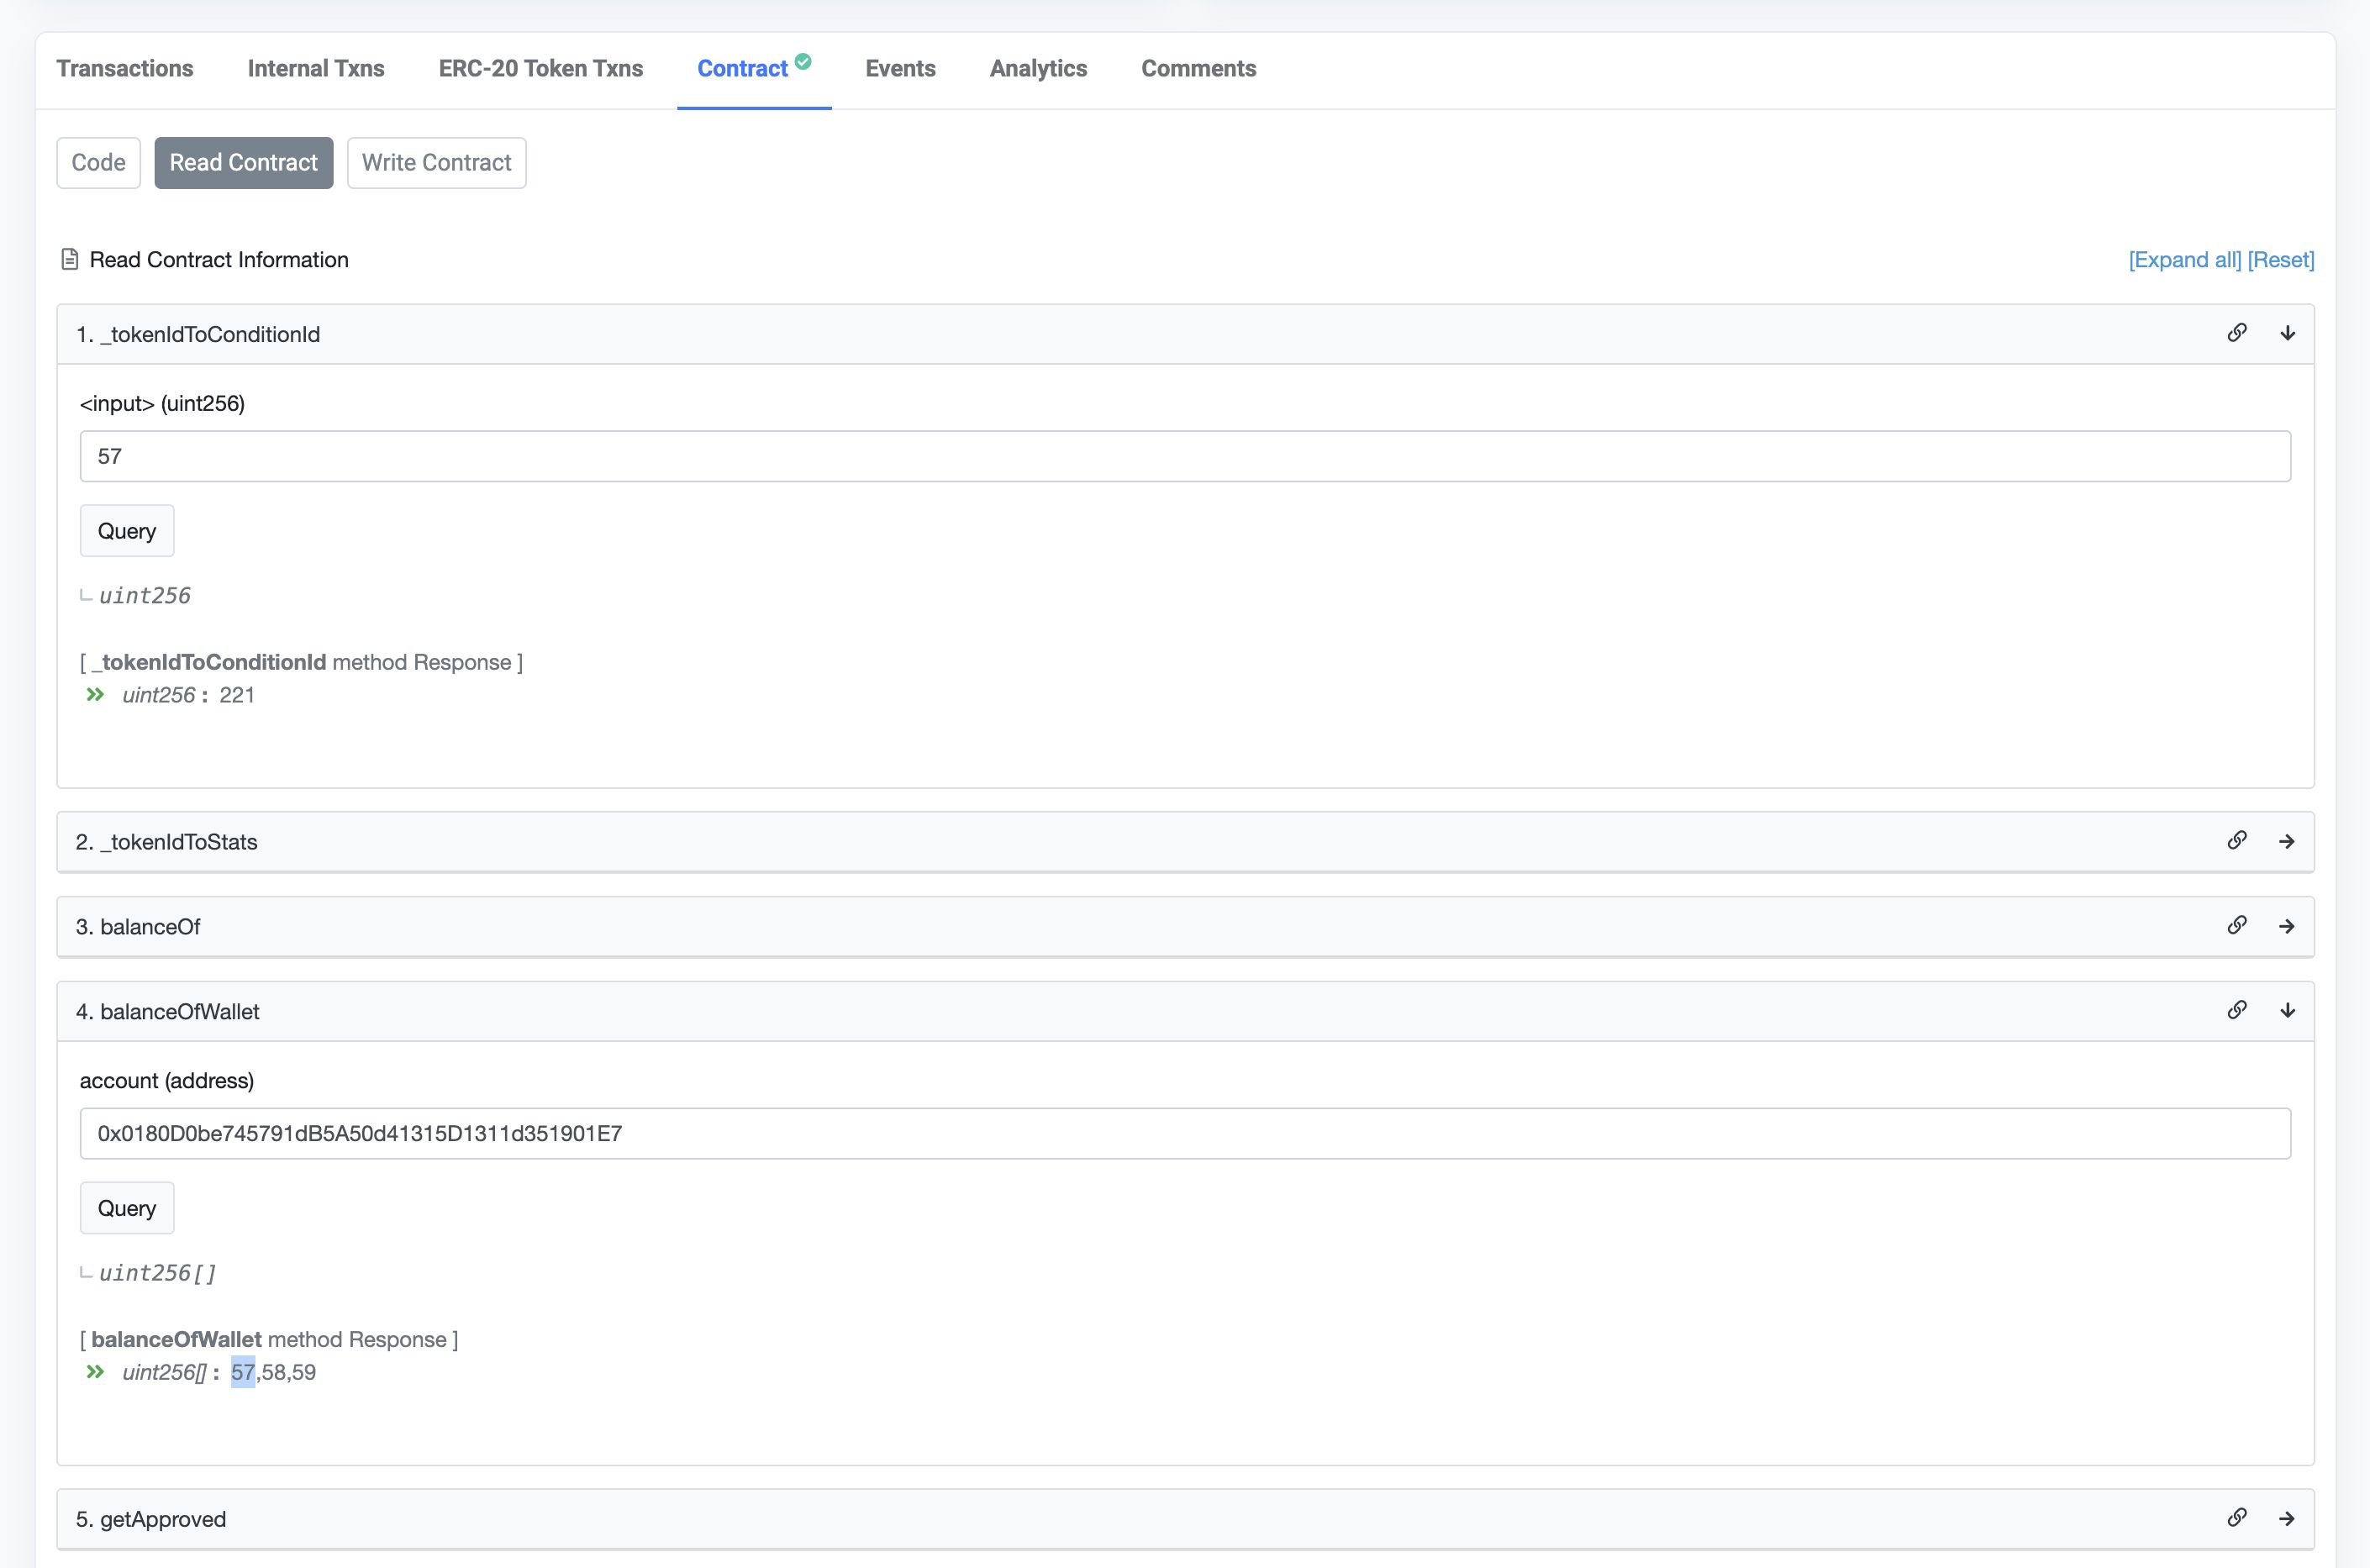 Transactions Internal Txns ERC-20 Token Txns Contract Events Analytics Comments
Code Read Contract Write Contract
Read Contract Information [Expand all] [Reset]
1. _tokenIdToConditionId
<input> (uint256)
57
Query
uint256
[ _tokenIdToConditionId method Response ]
uint256 : 221
2. _tokenIdToStats
3. balanceOf
4. balanceOfWallet
account (address)
0x0180D0be745791dB5A50d41315D1311d351901E7
Query
uint256[]
[ balanceOfWallet method Response ]
uint256[] : 57,58,59
5. getApproved